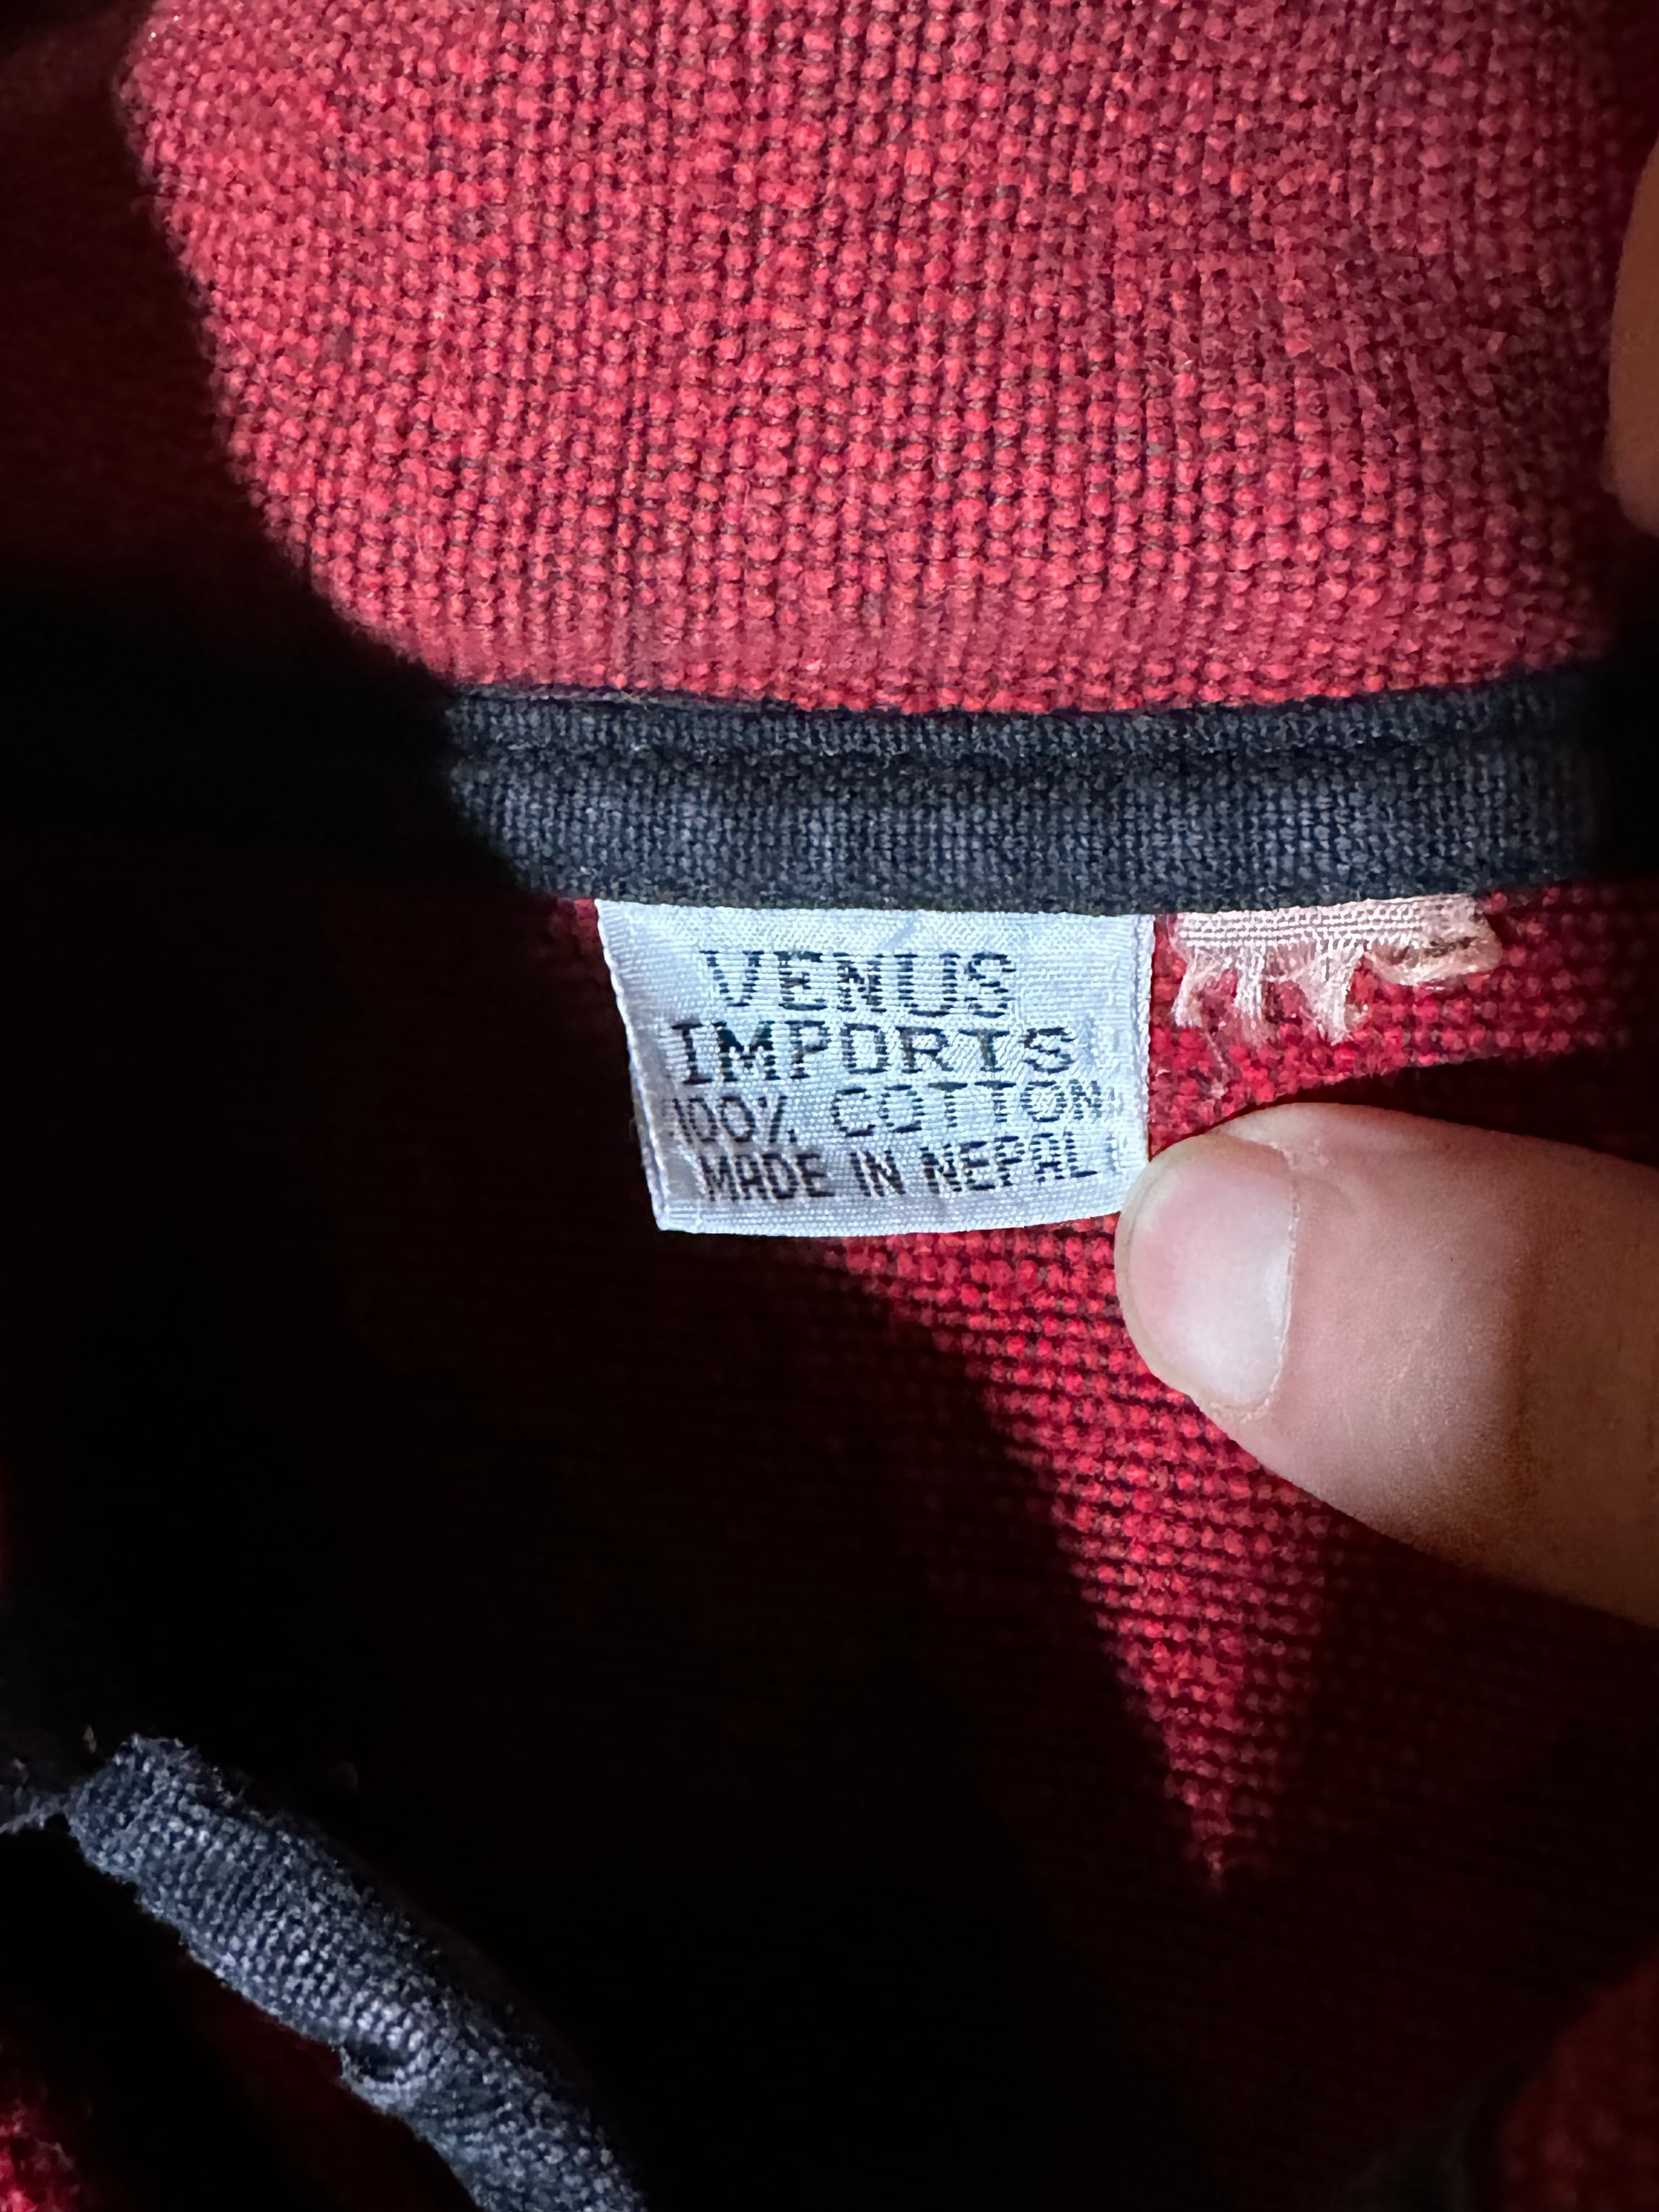 VENUS
IMPORTS
100% COTTON
MADE IN NEPAL